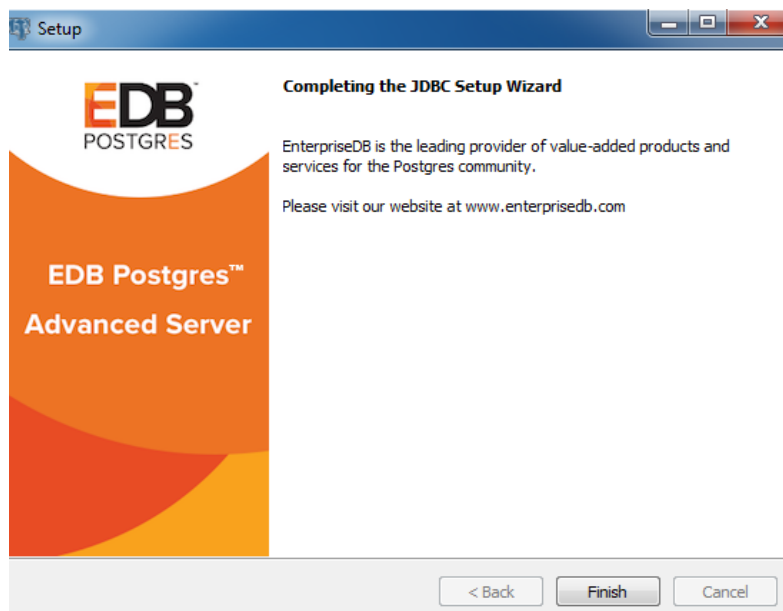 Setup
EDB™
POSTGRES
Completing the JDBC Setup Wizard
EnterpriseDB is the leading provider of value-added products and
services for the Postgres community.
Please visit our website at www.enterprisedb.com
EDB Postgres™
Advanced Server
< Back
Finish
Cancel